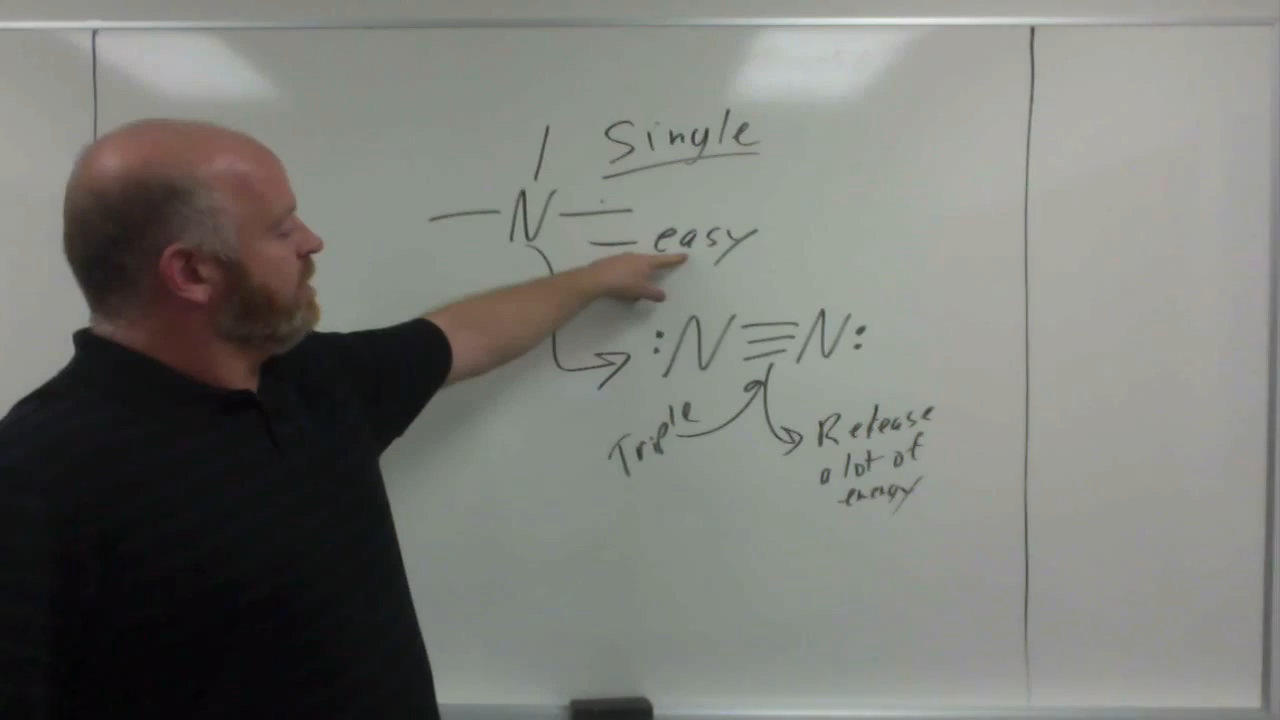 Single
N
- easy
:N≡N:
Triple
Release
a lot of
energy